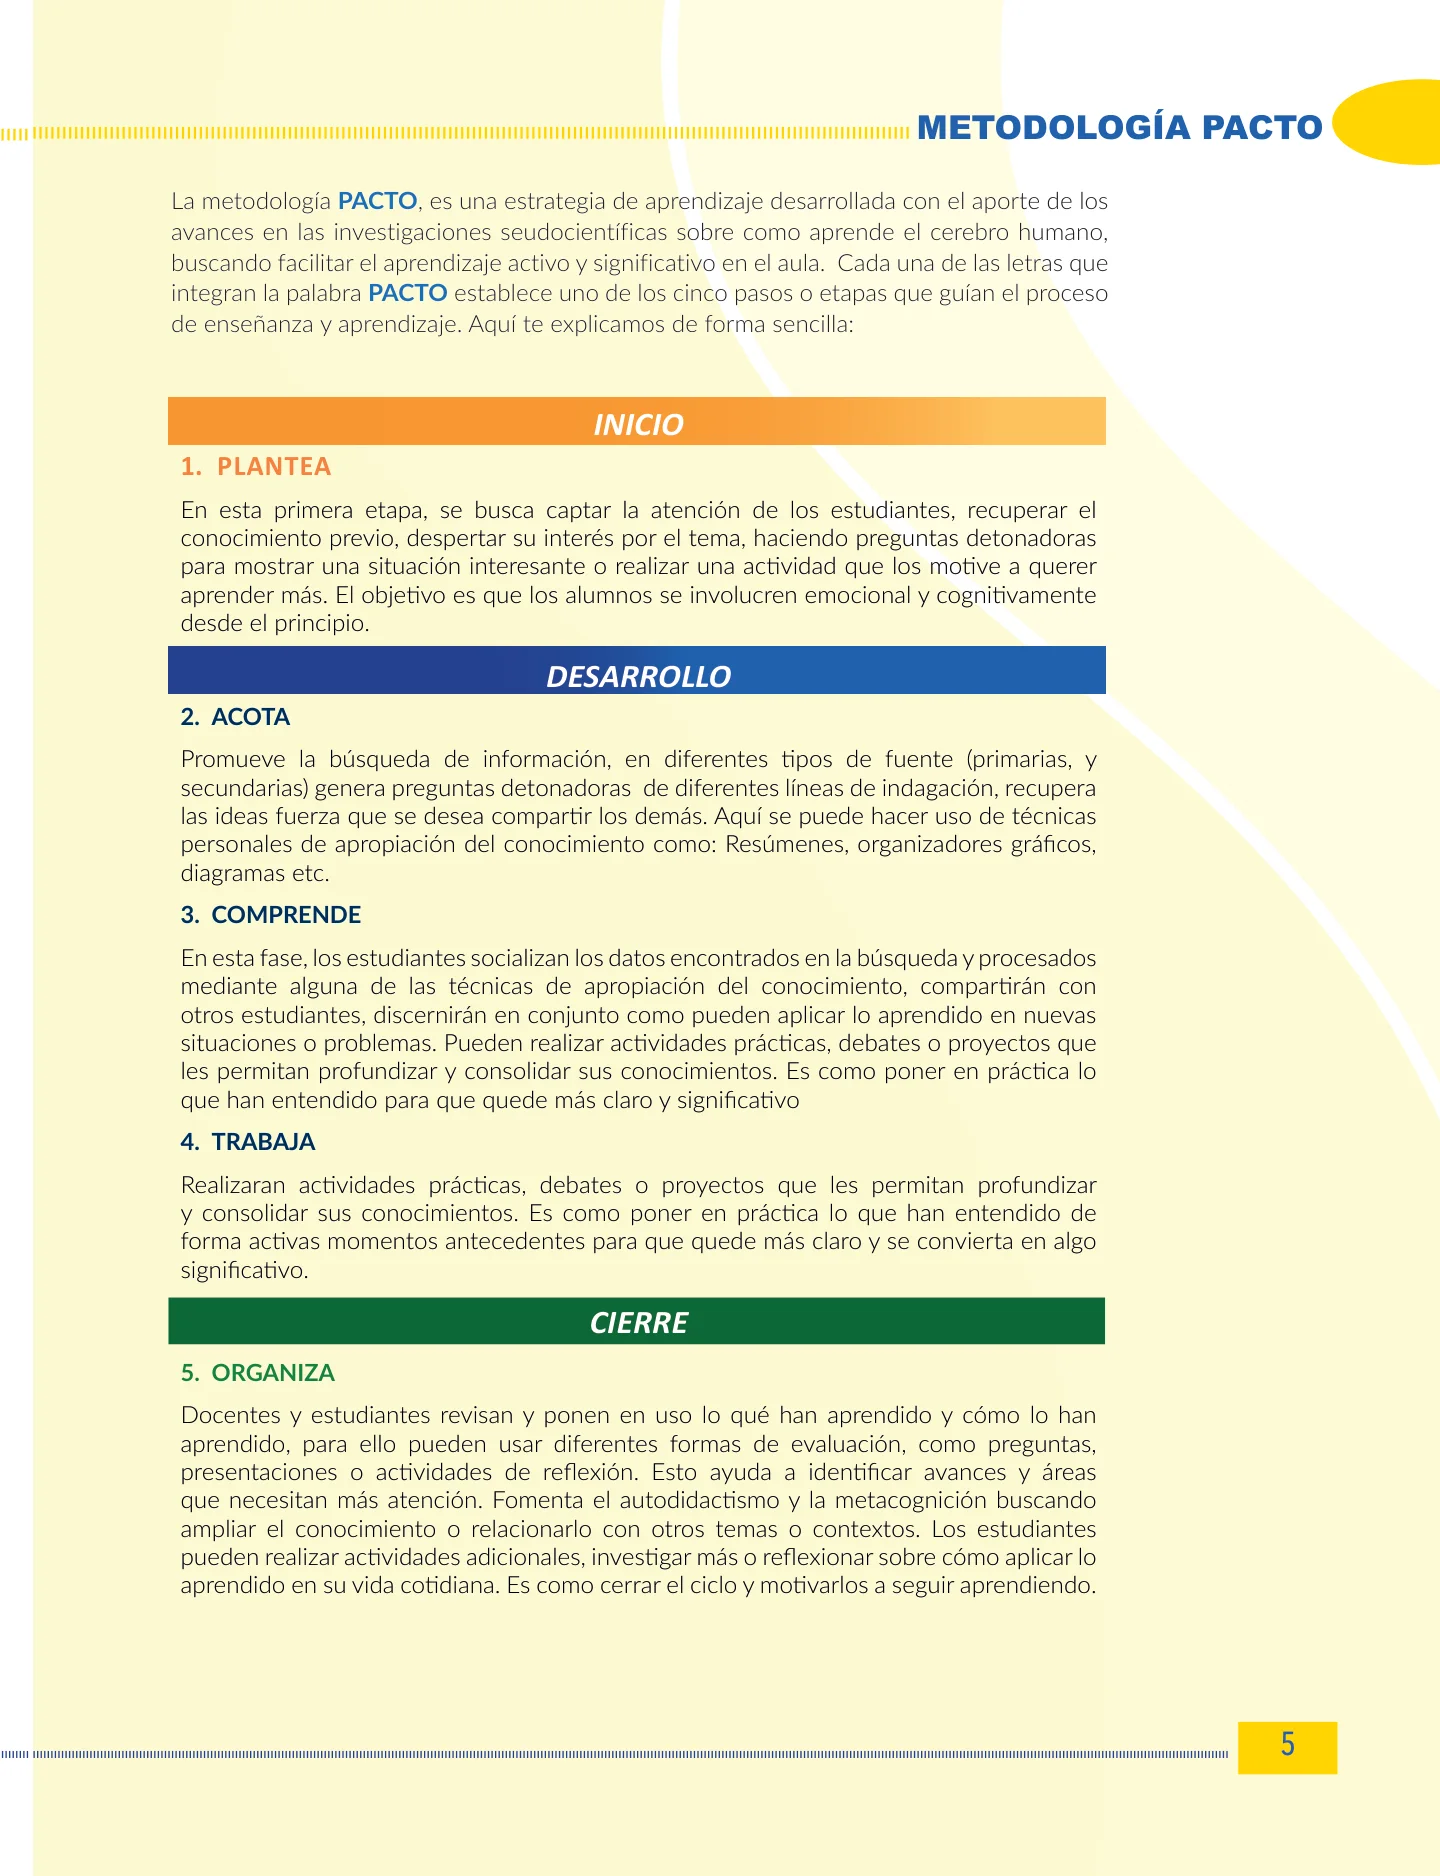 METODOLOGÍA PACTO
La metodología PACTO, es una estrategia de aprendizaje desarrollada con el aporte de los
avances en las investigaciones seudocientíficas sobre como aprende el cerebro humano,
buscando facilitar el aprendizaje activo y significativo en el aula.  Cada una de las letras que
integran la palabra PACTO establece uno de los cinco pasos o etapas que guían el proceso
de enseñanza y aprendizaje. Aquí te explicamos de forma sencilla:
INICIO
1. PLANTEA
En esta primera etapa, se busca captar la atención de los estudiantes, recuperar el
conocimiento previo, despertar su interés por el tema, haciendo preguntas detonadoras
para mostrar una situación interesante o realizar una actividad que los motive a querer
aprender más. El objetivo es que los alumnos se involucren emocional y cognitivamente
desde el principio.
DESARROLLO
2. ACOTA
Promueve la búsqueda de información, en diferentes tipos de fuente (primarias, y
secundarias) genera preguntas detonadoras  de diferentes líneas de indagación, recupera
las ideas fuerza que se desea compartir los demás. Aquí se puede hacer uso de técnicas
personales de apropiación del conocimiento como: Resúmenes, organizadores gráficos,
diagramas etc.
3. COMPRENDE
En esta fase, los estudiantes socializan los datos encontrados en la búsqueda y procesados
mediante alguna de las técnicas de apropiación del conocimiento, compartirán con
otros estudiantes, discernirán en conjunto como pueden aplicar lo aprendido en nuevas
situaciones o problemas. Pueden realizar actividades prácticas, debates o proyectos que
les permitan profundizar y consolidar sus conocimientos. Es como poner en práctica lo
que han entendido para que quede más claro y significativo
4. TRABAJA
Realizaran actividades prácticas, debates o proyectos que les permitan profundizar
y consolidar sus conocimientos. Es como poner en práctica lo que han entendido de
forma activas momentos antecedentes para que quede más claro y se convierta en algo
significativo.
CIERRE
5. ORGANIZA
Docentes y estudiantes revisan y ponen en uso lo qué han aprendido y cómo lo han
aprendido, para ello pueden usar diferentes formas de evaluación, como preguntas,
presentaciones o actividades de reflexión. Esto ayuda a identificar avances y áreas
que necesitan más atención. Fomenta el autodidactismo y la metacognición buscando
ampliar el conocimiento o relacionarlo con otros temas o contextos. Los estudiantes
pueden realizar actividades adicionales, investigar más o reflexionar sobre cómo aplicar lo
aprendido en su vida cotidiana. Es como cerrar el ciclo y motivarlos a seguir aprendiendo.
5